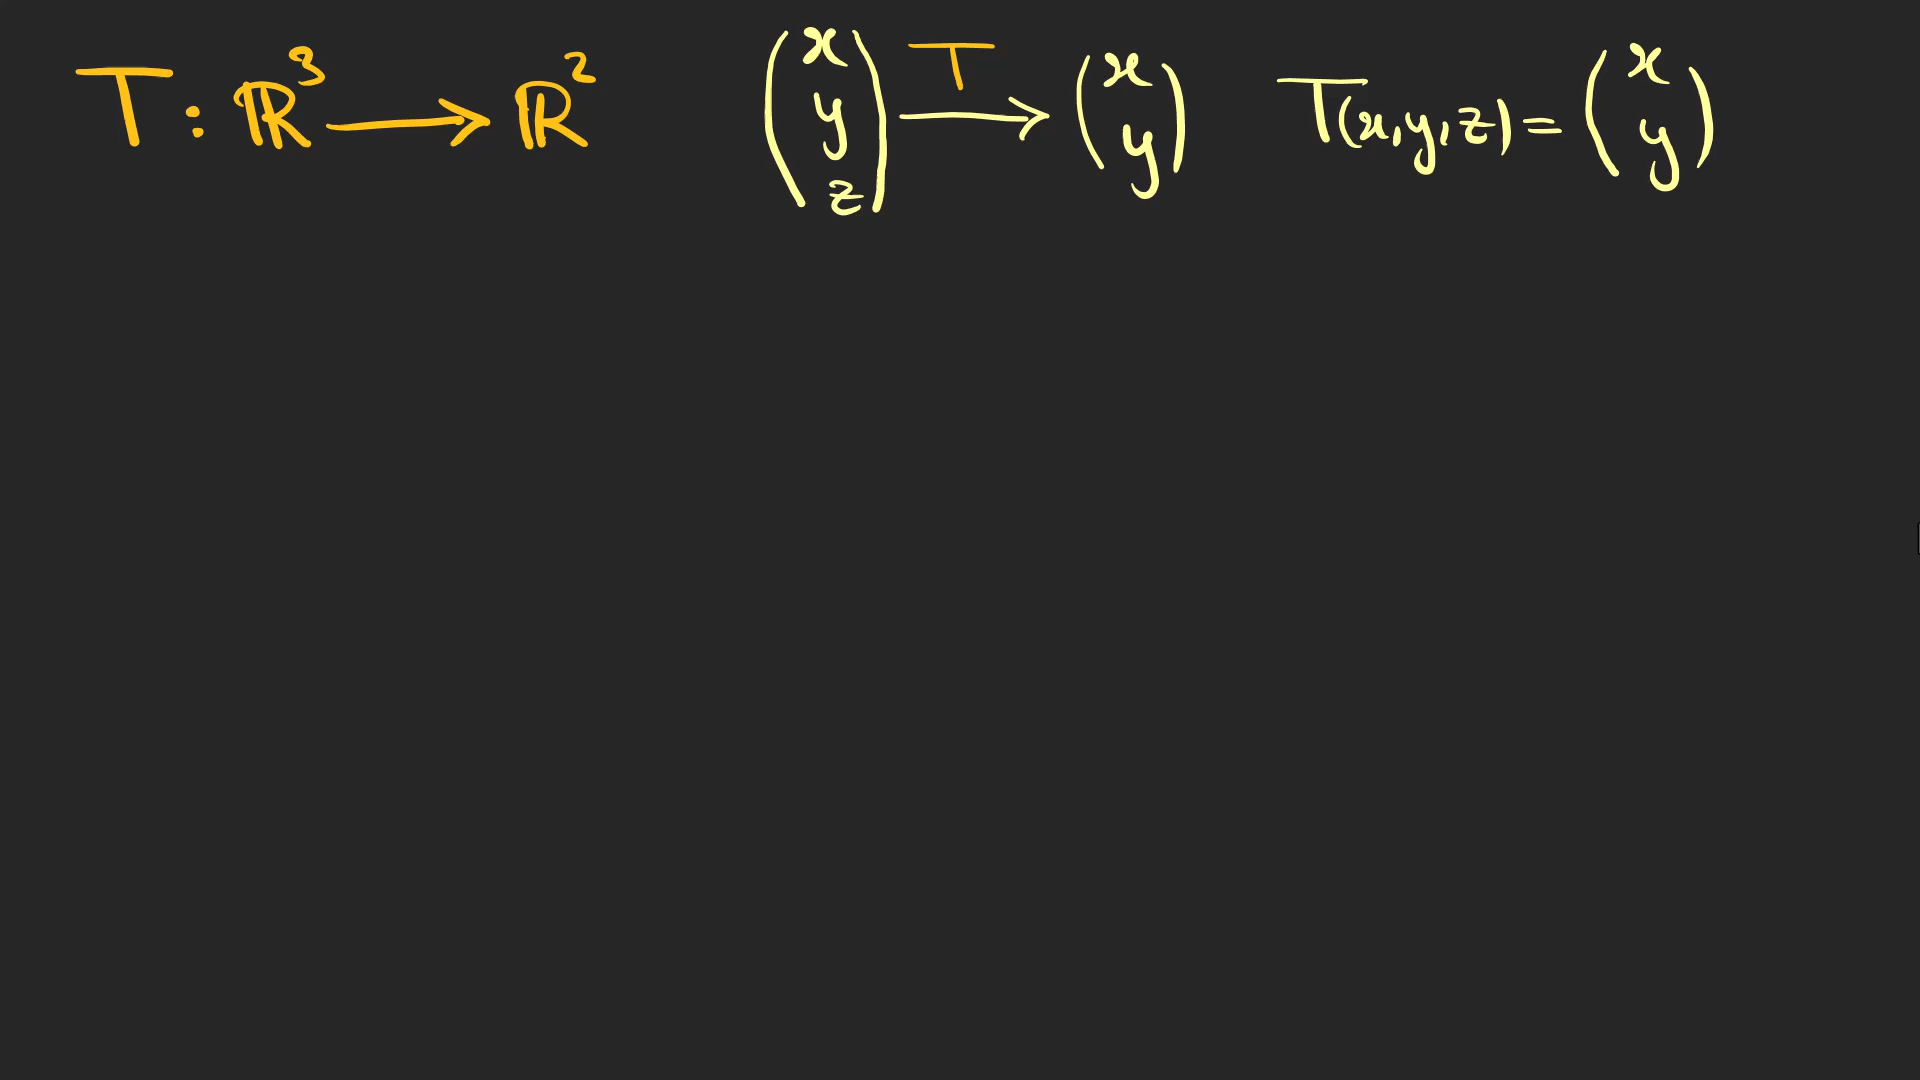 T : ℝ³ ⟶ ℝ² (x y z) T⟶ (x y) T(x,y,z) = (x y)